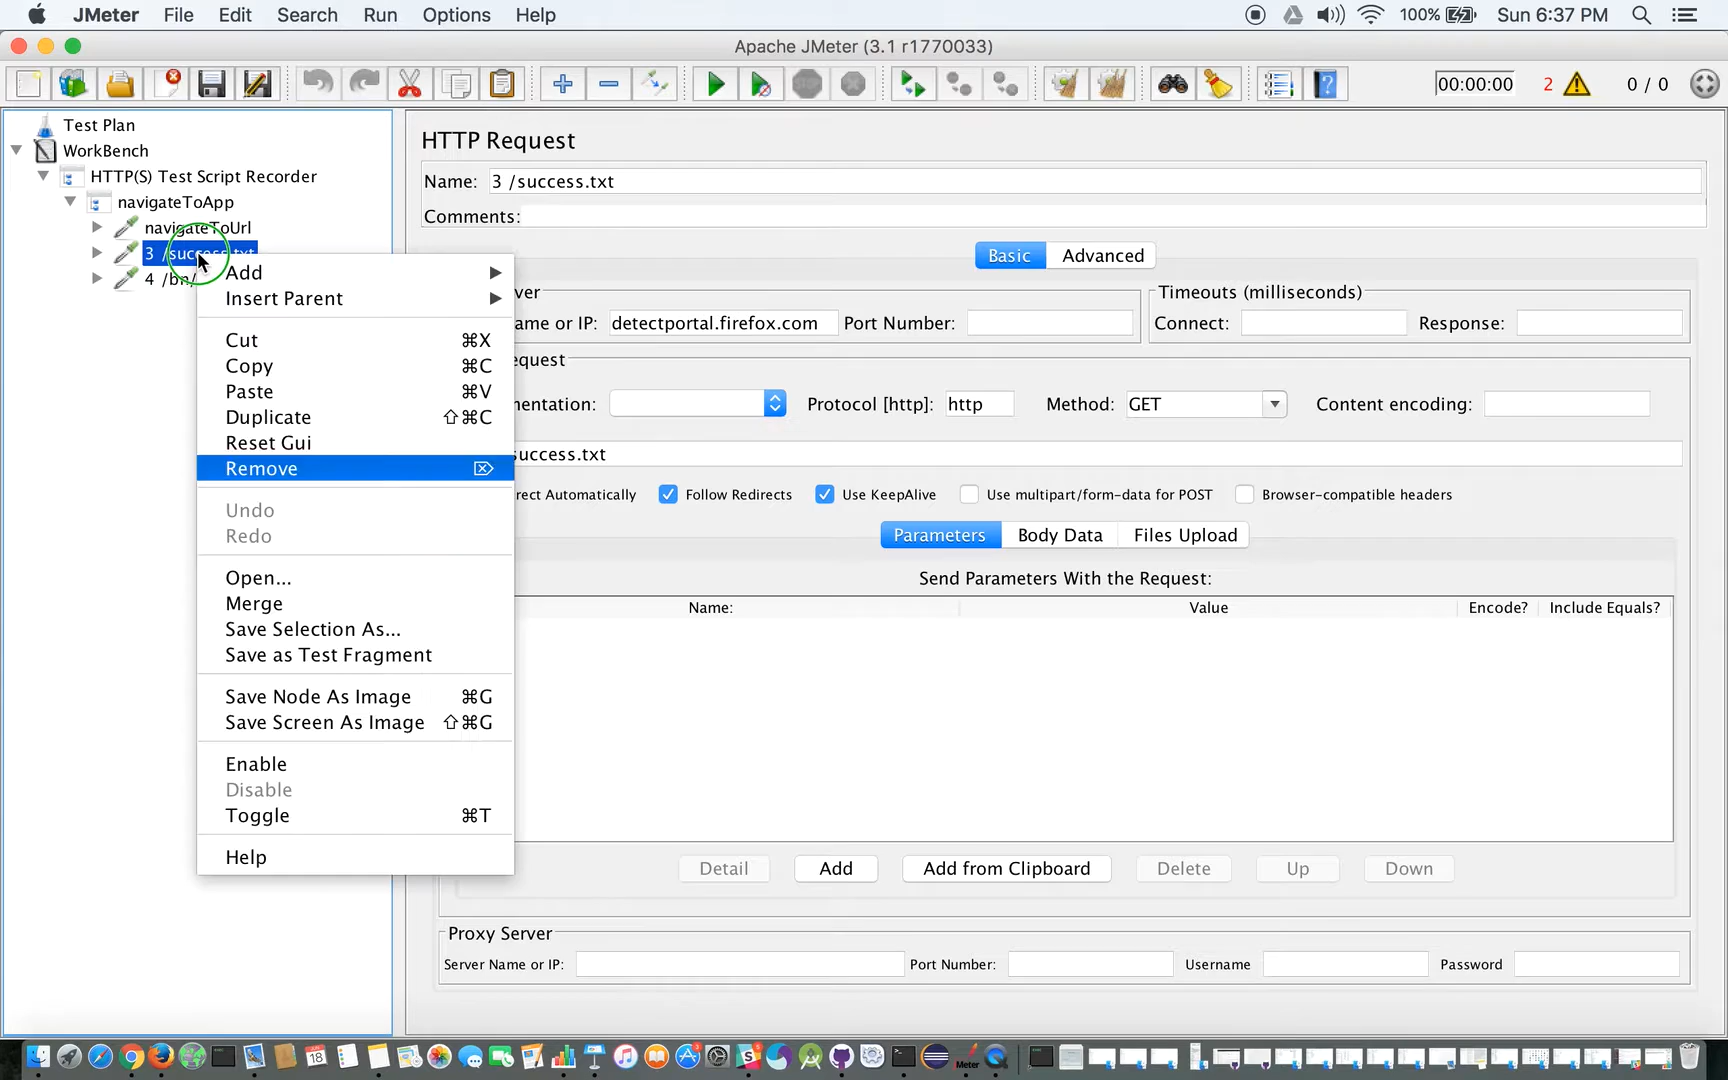 JMeter File Edit Search Run Options Help 100% Sun 6:37 PM
Apache JMeter (3.1 r1770033)
00:00:00 2 0 / 0
Test Plan
WorkBench
HTTP(S) Test Script Recorder
navigateToApp
navigateToUrl
3 /success.txt
4 /bn/
Add
Insert Parent
Cut ⌘X
Copy ⌘C
Paste ⌘V
Duplicate ⇧⌘C
Reset Gui
Remove ⌦
Undo
Redo
Open...
Merge
Save Selection As...
Save as Test Fragment
Save Node As Image ⌘G
Save Screen As Image ⇧⌘G
Enable
Disable
Toggle ⌘T
Help
HTTP Request
Name: 3 /success.txt
Comments:
Basic Advanced
ver Timeouts (milliseconds)
ame or IP: detectportal.firefox.com Port Number: Connect: Response:
equest
nentation: Protocol [http]: http Method: GET Content encoding:
success.txt
rect Automatically Follow Redirects Use KeepAlive Use multipart/form-data for POST Browser-compatible headers
Parameters Body Data Files Upload
Send Parameters With the Request:
Name: Value Encode? Include Equals?
Detail Add Add from Clipboard Delete Up Down
Proxy Server
Server Name or IP: Port Number: Username Password
18